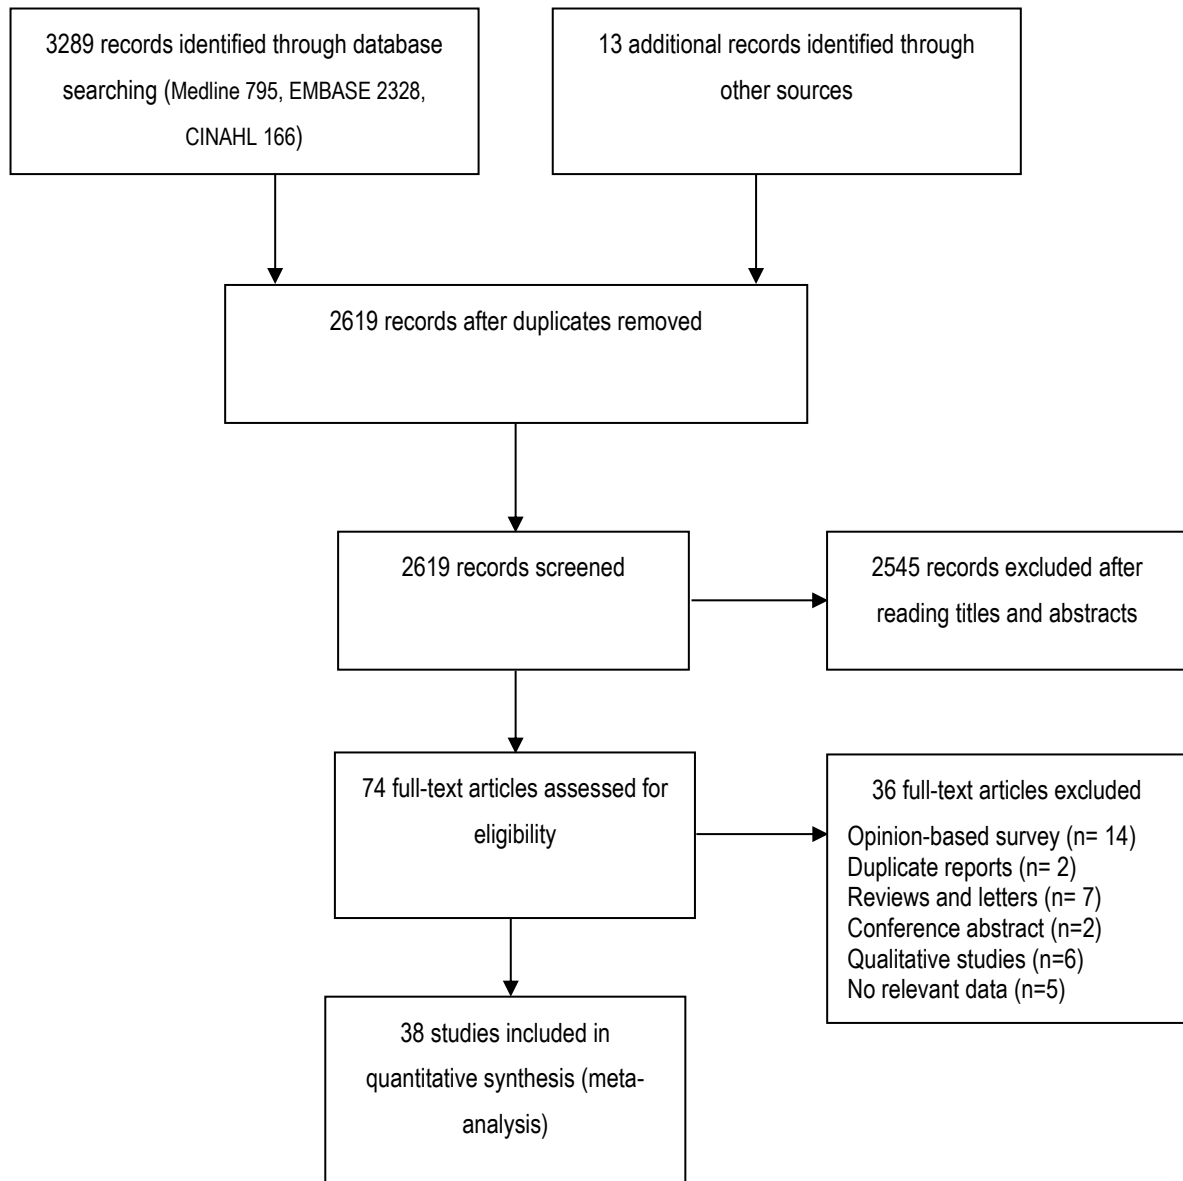 3289 records identified through database
searching (Medline 795, EMBASE 2328,
CINAHL 166)
13 additional records identified through
other sources
2619 records after duplicates removed
2619 records screened
2545 records excluded after
reading titles and abstracts
74 full-text articles assessed for
eligibility
36 full-text articles excluded
Opinion-based survey (n= 14)
Duplicate reports (n= 2)
Reviews and letters (n= 7)
Conference abstract (n=2)
Qualitative studies (n=6)
No relevant data (n=5)
38 studies included in
quantitative synthesis (meta-
analysis)